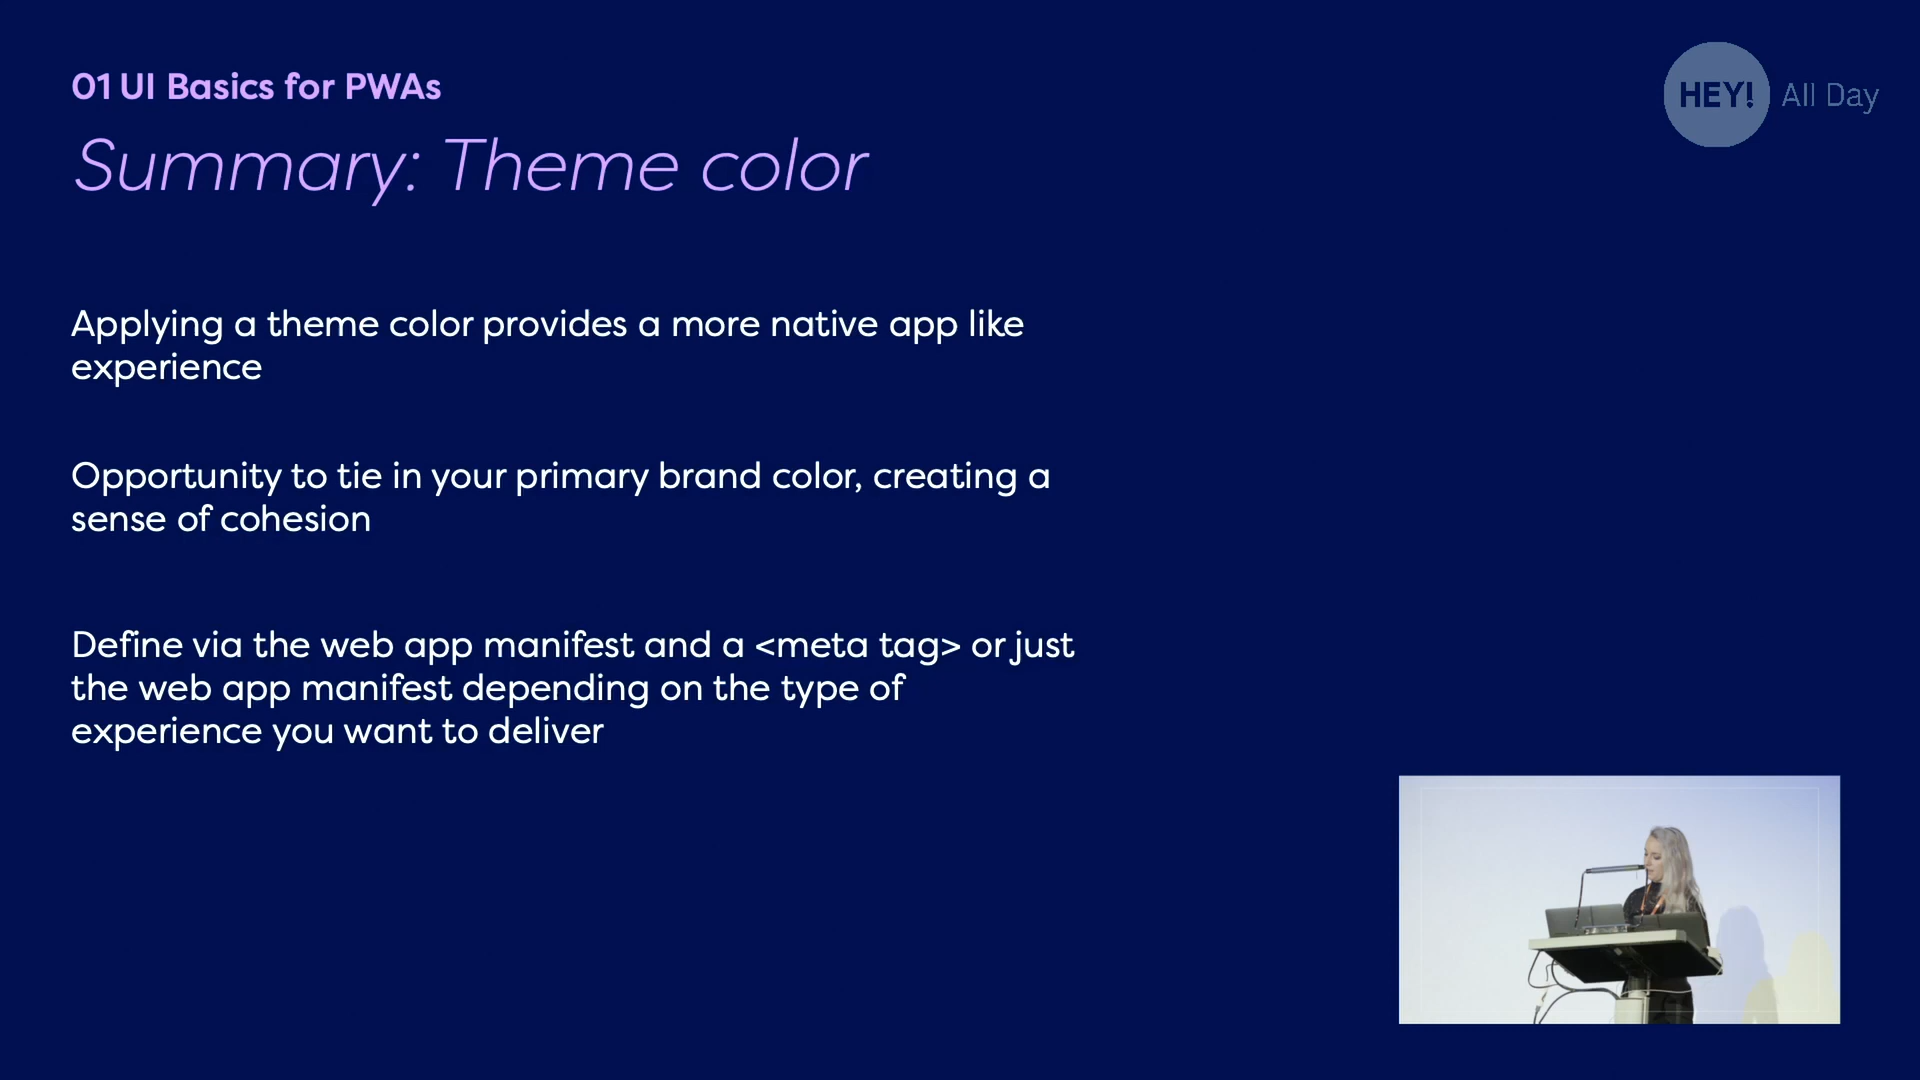 01 UI Basics for PWAs
HEY! All Day
Summary: Theme color
Applying a theme color provides a more native app like
experience
Opportunity to tie in your primary brand color, creating a
sense of cohesion
Define via the web app manifest and a <meta tag> or just
the web app manifest depending on the type of
experience you want to deliver